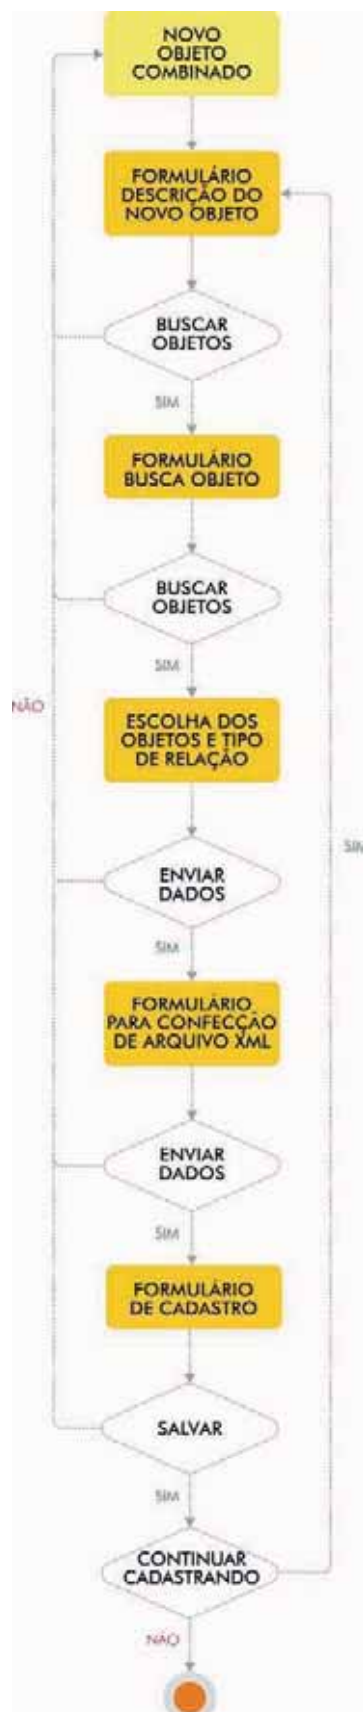 NOVO
OBJETO
COMBINADO
FORMULÁRIO
DESCRIÇÃO DO
NOVO OBJETO
BUSCAR
OBJETOS
SIM
FORMULÁRIO
BUSCA OBJETO
BUSCAR
OBJETOS
SIM
NÃO
ESCOLHA DOS
OBJETOS E TIPO
DE RELAÇÃO
SIM
ENVIAR
DADOS
SIM
FORMULÁRIO
PARA CONFECÇÃO
DE ARQUIVO XML
ENVIAR
DADOS
SIM
FORMULÁRIO
DE CADASTRO
SALVAR
SIM
CONTINUAR
CADASTRANDO
NÃO